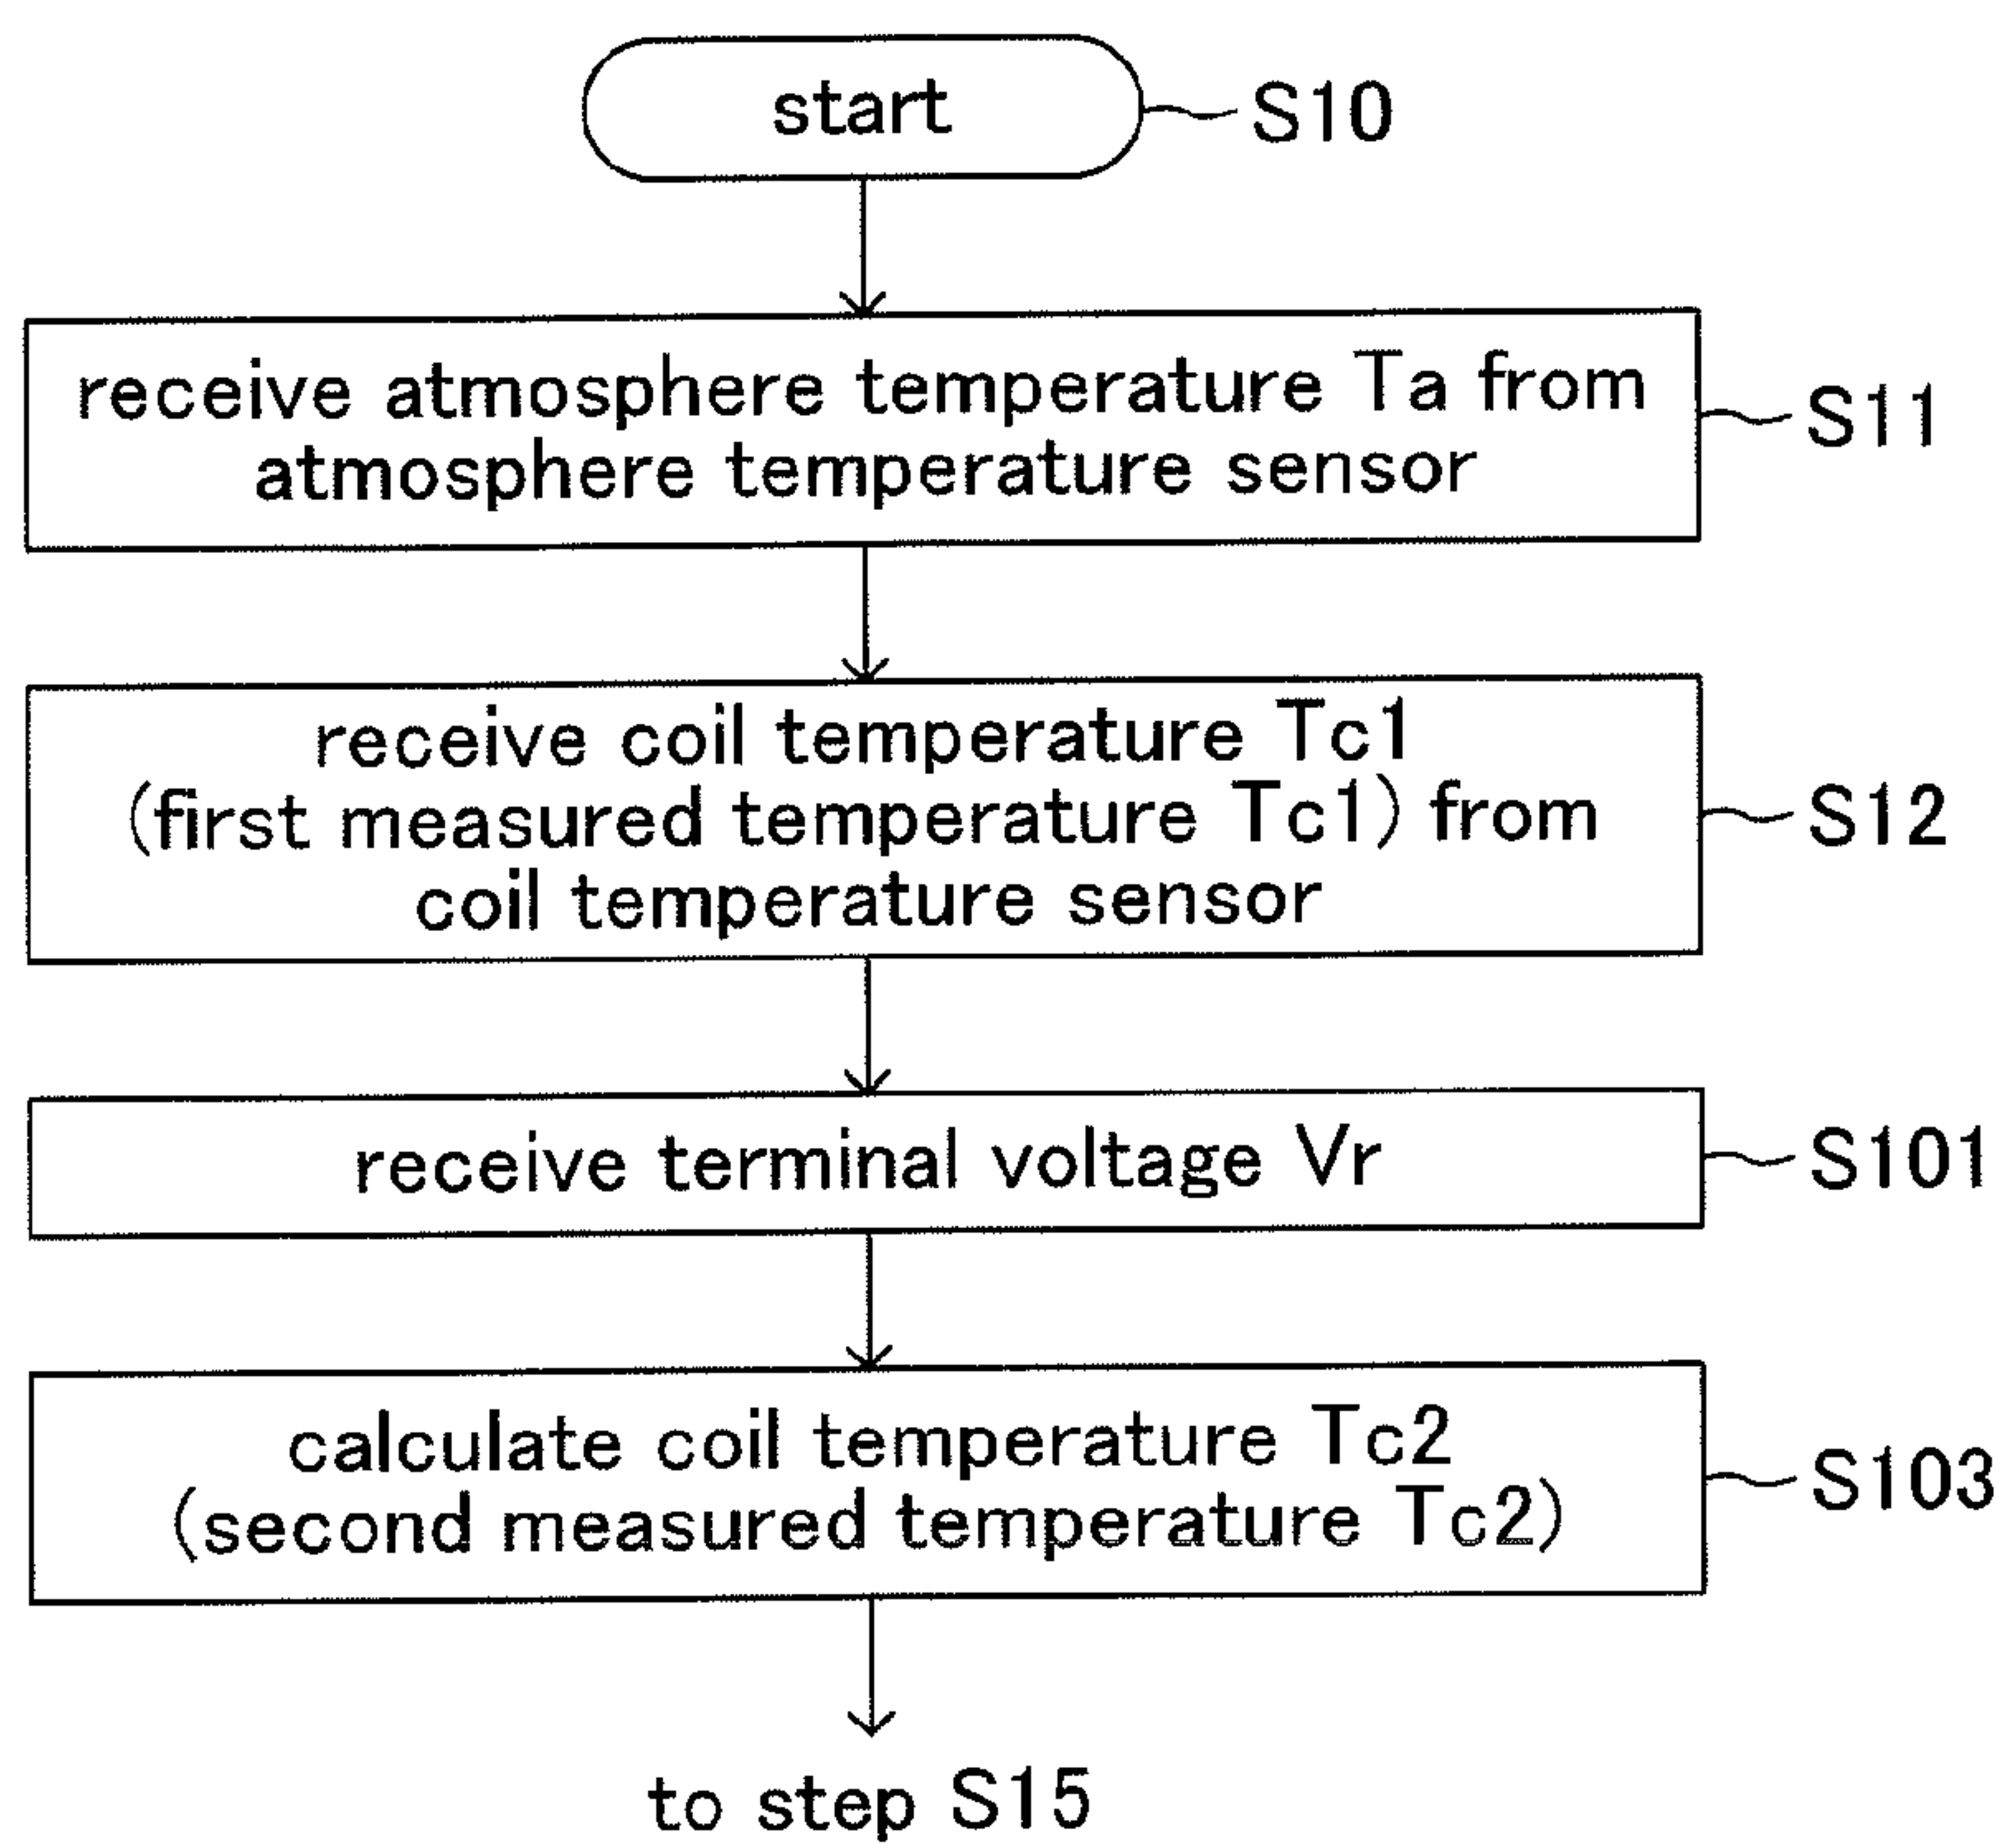 start
S10
receive atmosphere temperature Ta from
atmosphere temperature sensor
S11
receive coil temperature Tc1
(first measured temperature Tc1) from
coil temperature sensor
S12
receive terminal voltage Vr
S101
calculate coil temperature Tc2
(second measured temperature Tc2)
S103
to step S15